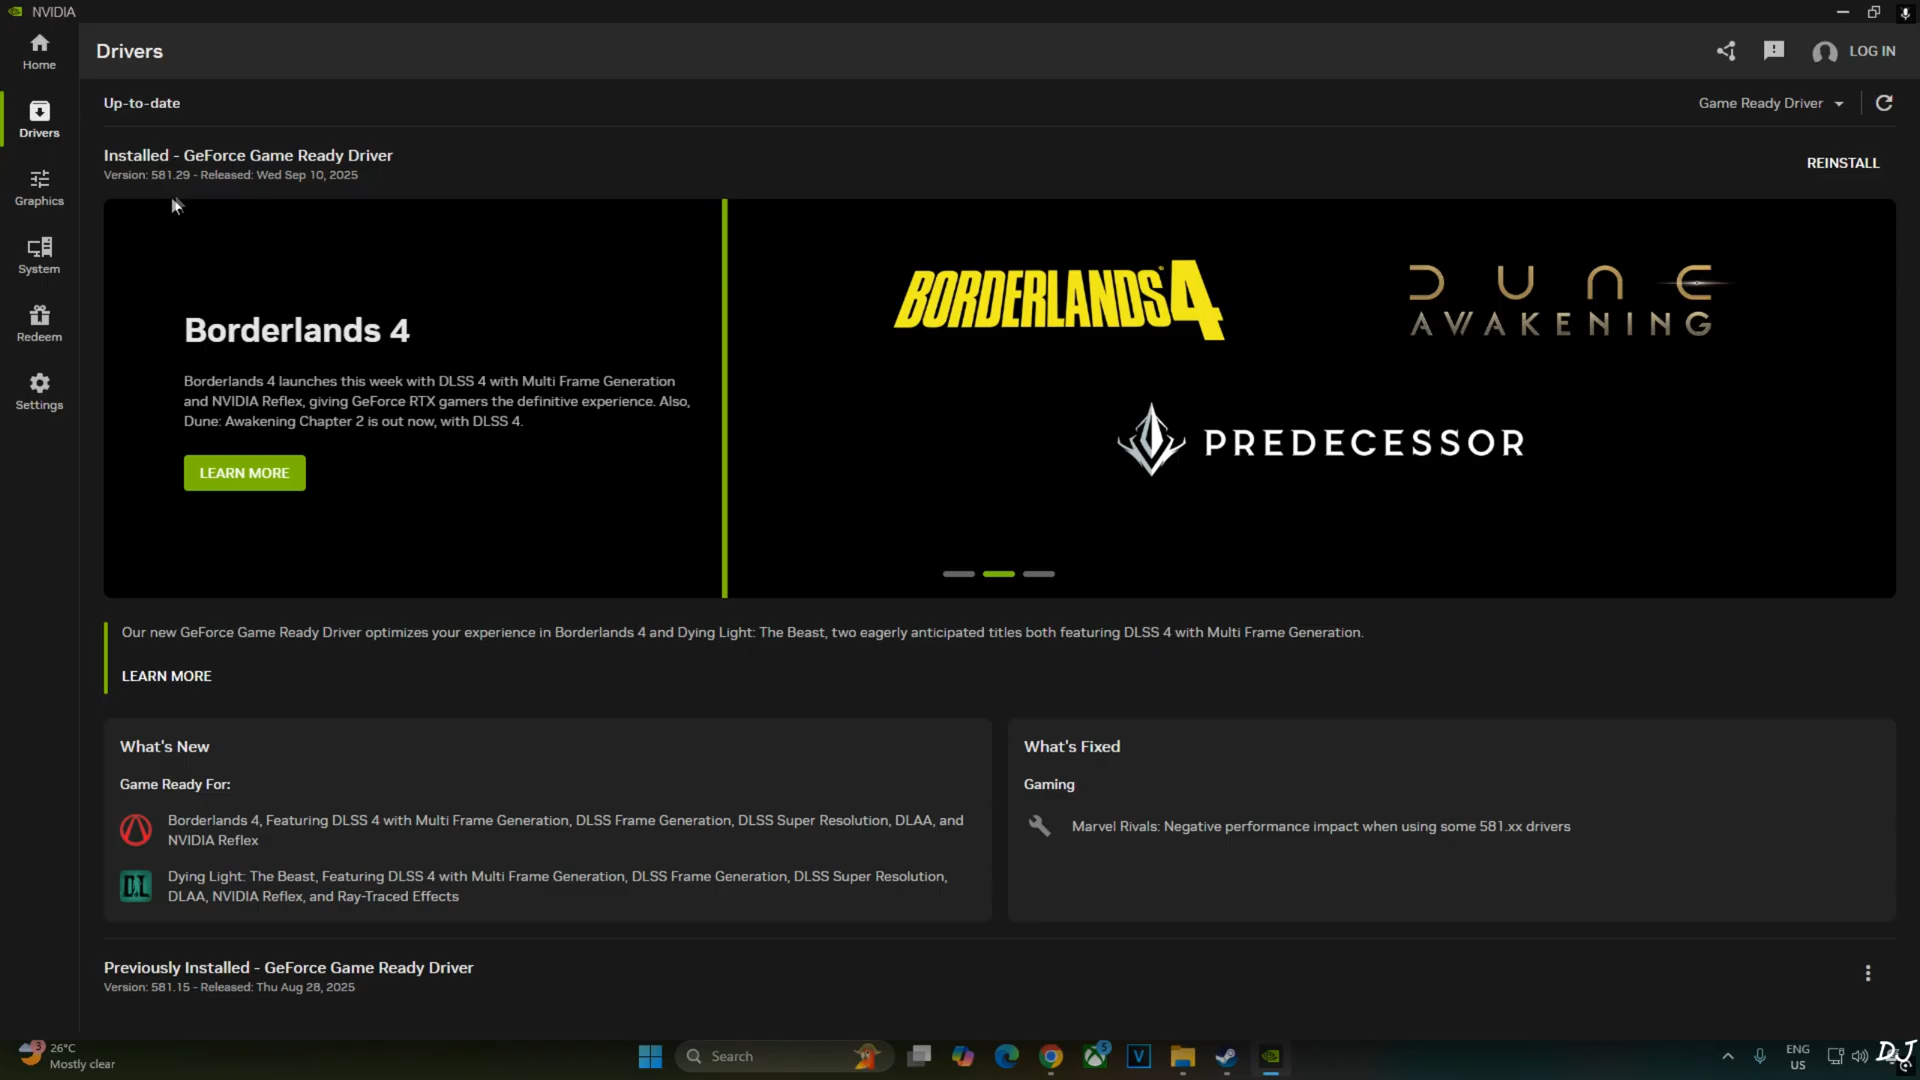 NVIDIA
Home
Drivers
LOG IN
Drivers
Up-to-date
Game Ready Driver
Installed - GeForce Game Ready Driver
Version: 581.29 - Released: Wed Sep 10, 2025
REINSTALL
Graphics
System
Redeem
Settings
Borderlands 4
Borderlands 4 launches this week with DLSS 4 with Multi Frame Generation
and NVIDIA Reflex, giving GeForce RTX gamers the definitive experience. Also,
Dune: Awakening Chapter 2 is out now, with DLSS 4.
LEARN MORE
BORDERLANDS 4
DUNE
AWAKENING
PREDECESSOR
Our new GeForce Game Ready Driver optimizes your experience in Borderlands 4 and Dying Light: The Beast, two eagerly anticipated titles both featuring DLSS 4 with Multi Frame Generation.
LEARN MORE
What's New
Game Ready For:
Borderlands 4, Featuring DLSS 4 with Multi Frame Generation, DLSS Frame Generation, DLSS Super Resolution, DLAA, and
NVIDIA Reflex
DL
Dying Light: The Beast, Featuring DLSS 4 with Multi Frame Generation, DLSS Frame Generation, DLSS Super Resolution,
DLAA, NVIDIA Reflex, and Ray-Traced Effects
What's Fixed
Gaming
Marvel Rivals: Negative performance impact when using some 581.xx drivers
Previously Installed - GeForce Game Ready Driver
Version: 581.15 - Released: Thu Aug 28, 2025
3
26°C
Mostly clear
Search
5
V
ENG
US
DJ